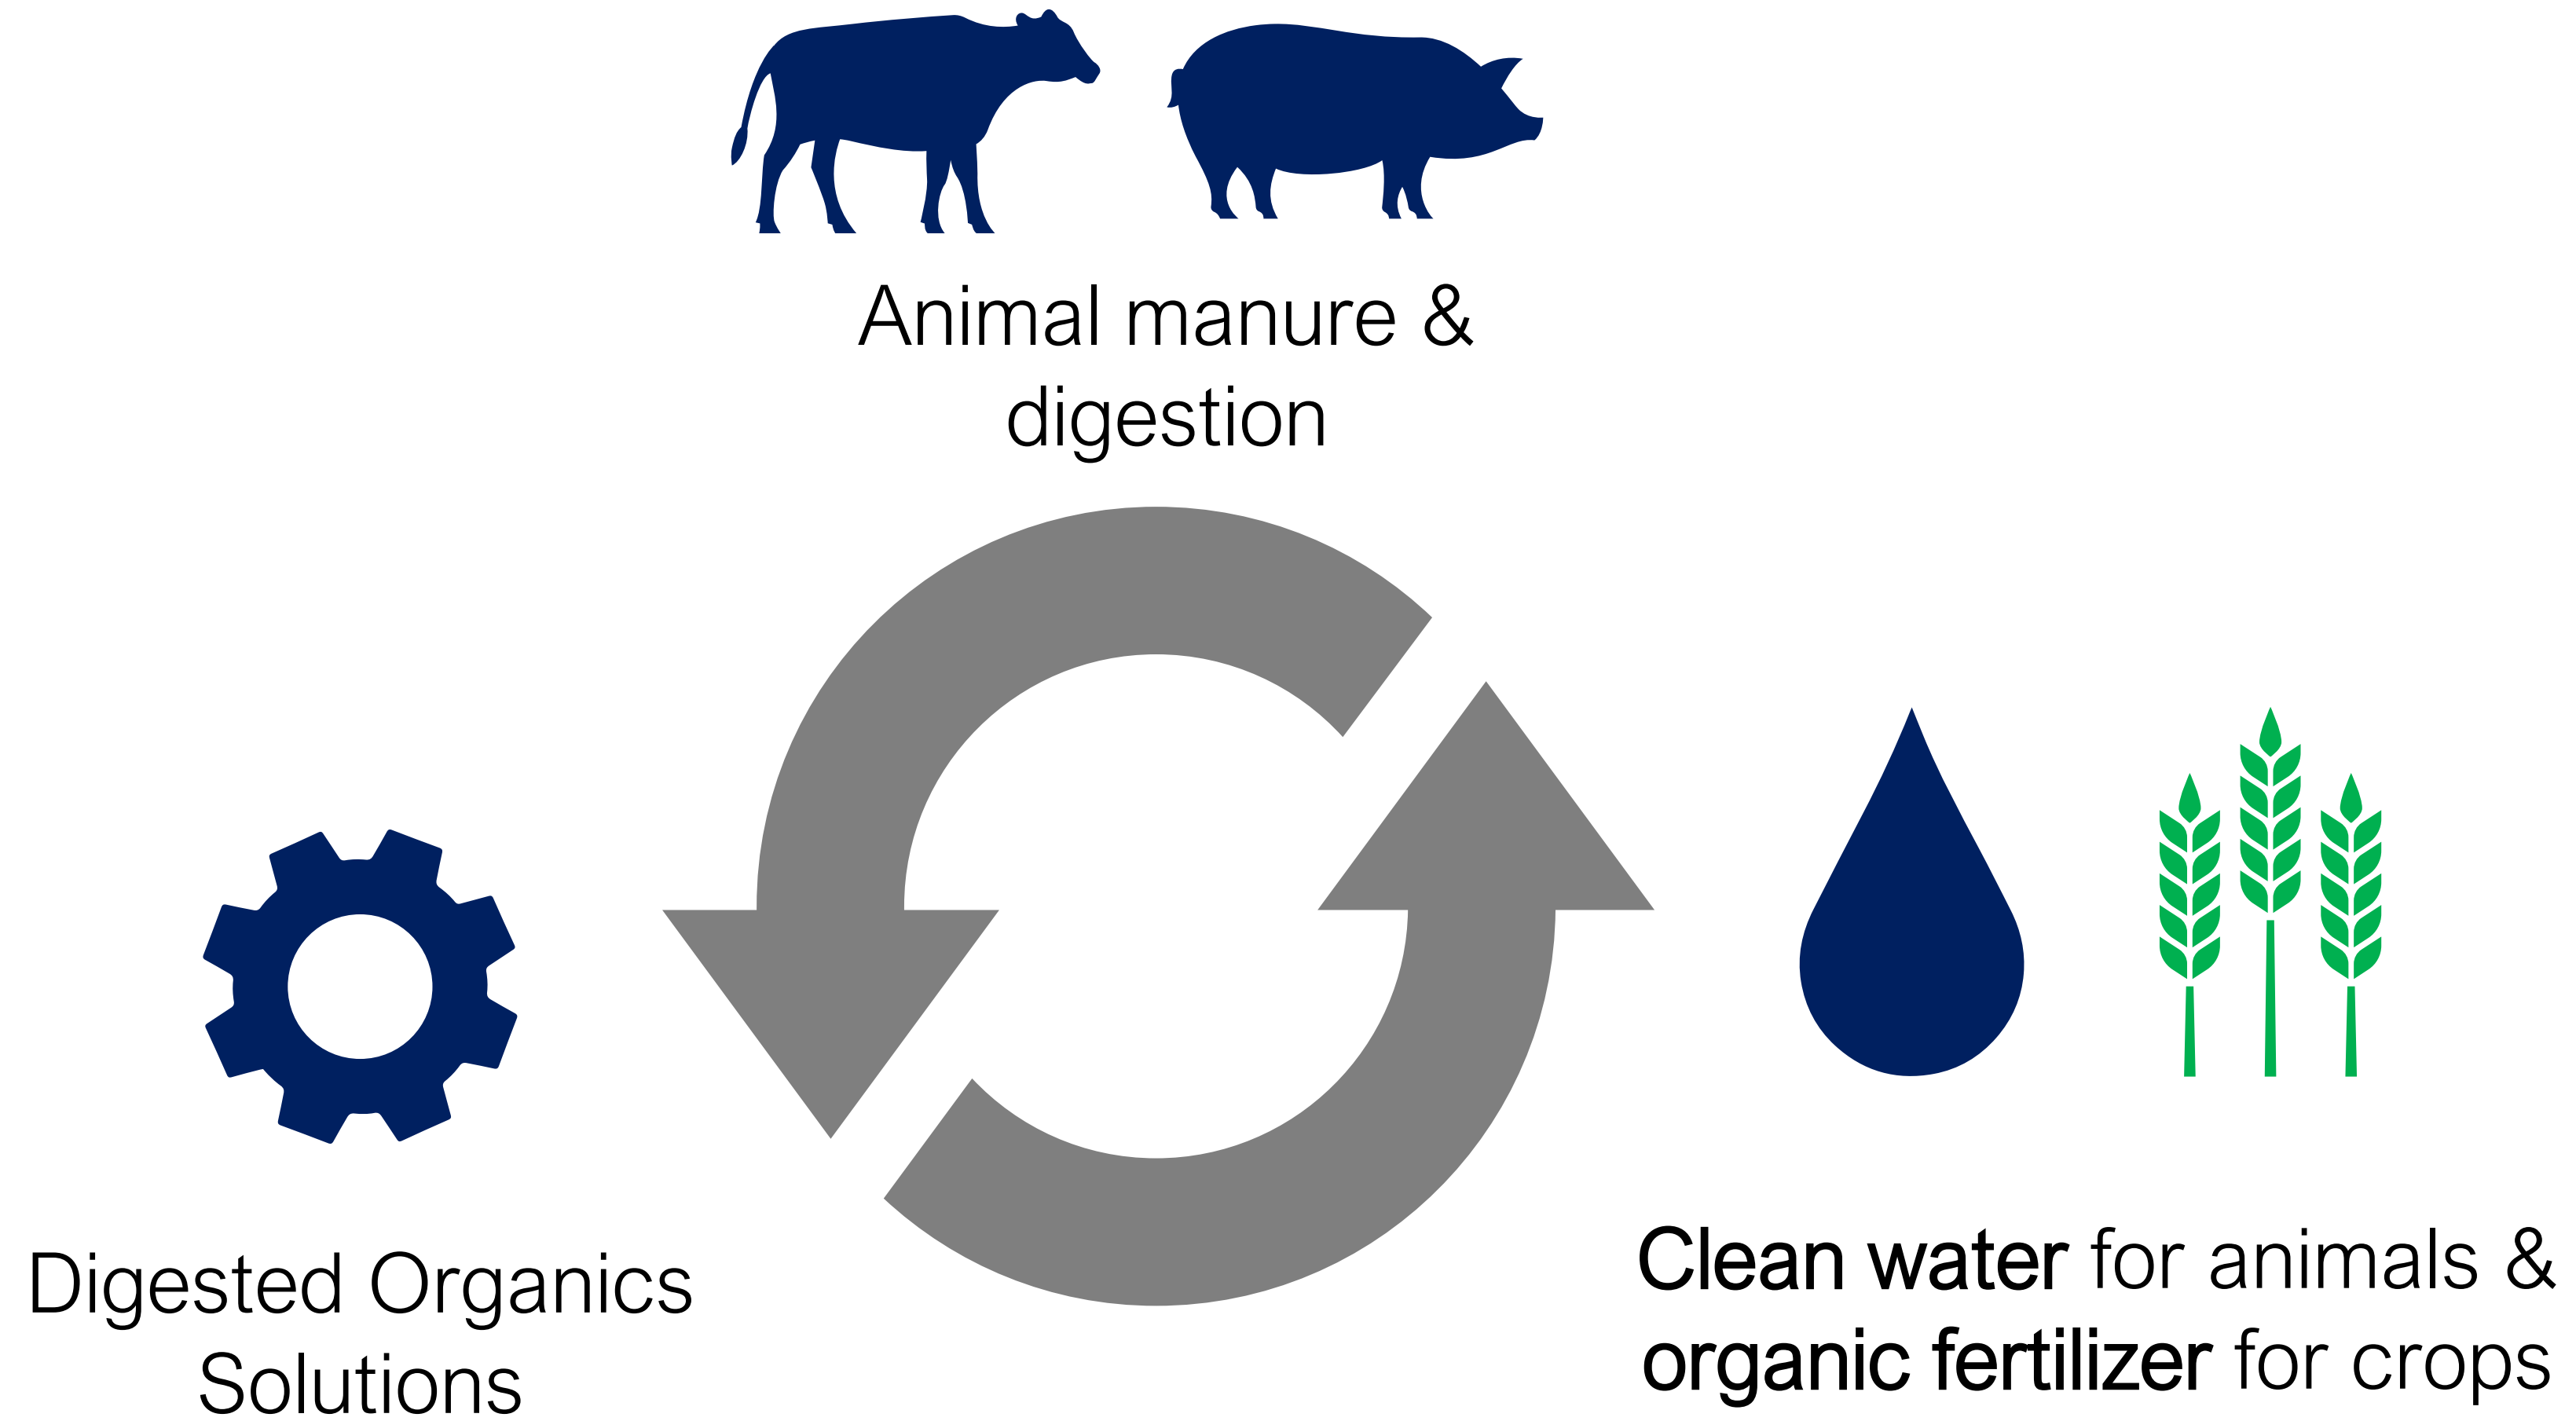 Animal manure &
digestion
Digested Organics
Solutions
Clean water for animals &
organic fertilizer for crops